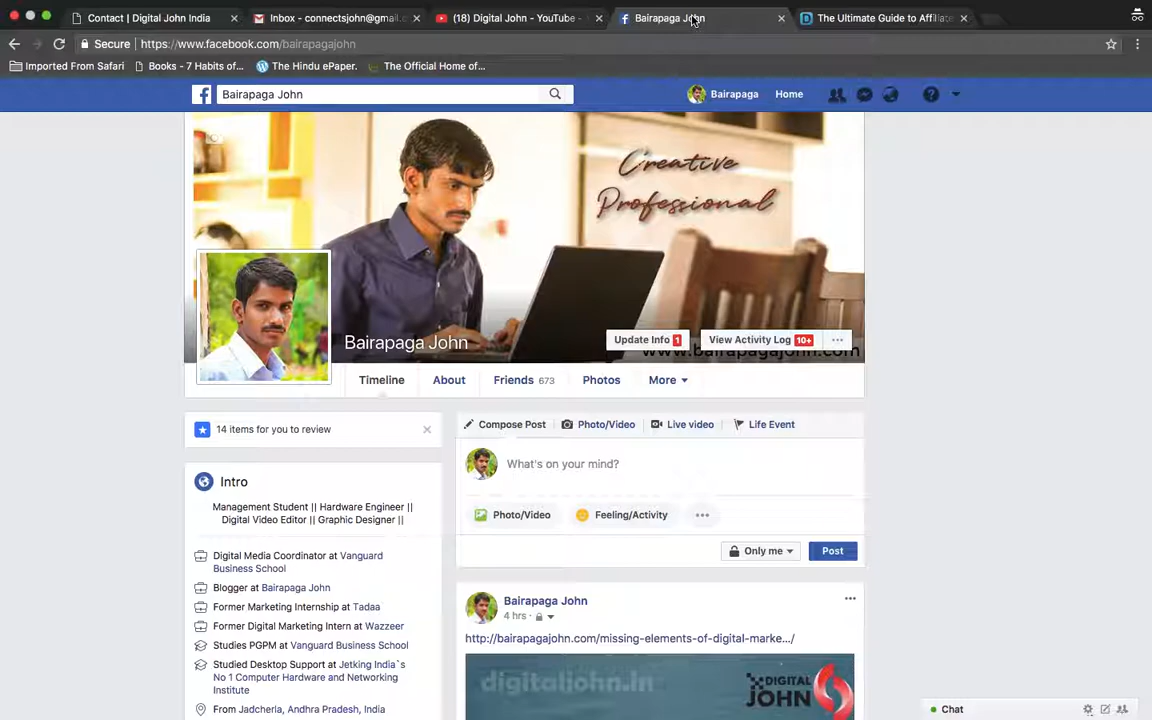 Contact | Digital John India
Inbox - connectsjohn@gmail.c
(18) Digital John - YouTube -
Bairapaga John
The Ultimate Guide to Affiliate
Secure | https://www.facebook.com/bairapagajohn
Imported From Safari
Books - 7 Habits of...
The Hindu ePaper.
The Official Home of...
Bairapaga John
Bairapaga
Home
Creative
Professional
Bairapaga John
Update Info 1
View Activity Log 10+
www.bairapagajohn.com
Timeline
About
Friends 673
Photos
More
14 items for you to review
Compose Post
Photo/Video
Live video
Life Event
What's on your mind?
Photo/Video
Feeling/Activity
Only me
Post
Intro
Management Student || Hardware Engineer ||
Digital Video Editor || Graphic Designer ||
Digital Media Coordinator at Vanguard
Business School
Blogger at Bairapaga John
Former Marketing Internship at Tadaa
Former Digital Marketing Intern at Wazzeer
Studies PGPM at Vanguard Business School
Studied Desktop Support at Jetking India`s
No 1 Computer Hardware and Networking
Institute
From Jadcherla, Andhra Pradesh, India
Bairapaga John
4 hrs ·
http://bairapagajohn.com/missing-elements-of-digital-marke.../
digitaljohn.in
DIGITAL
JOHN
Chat